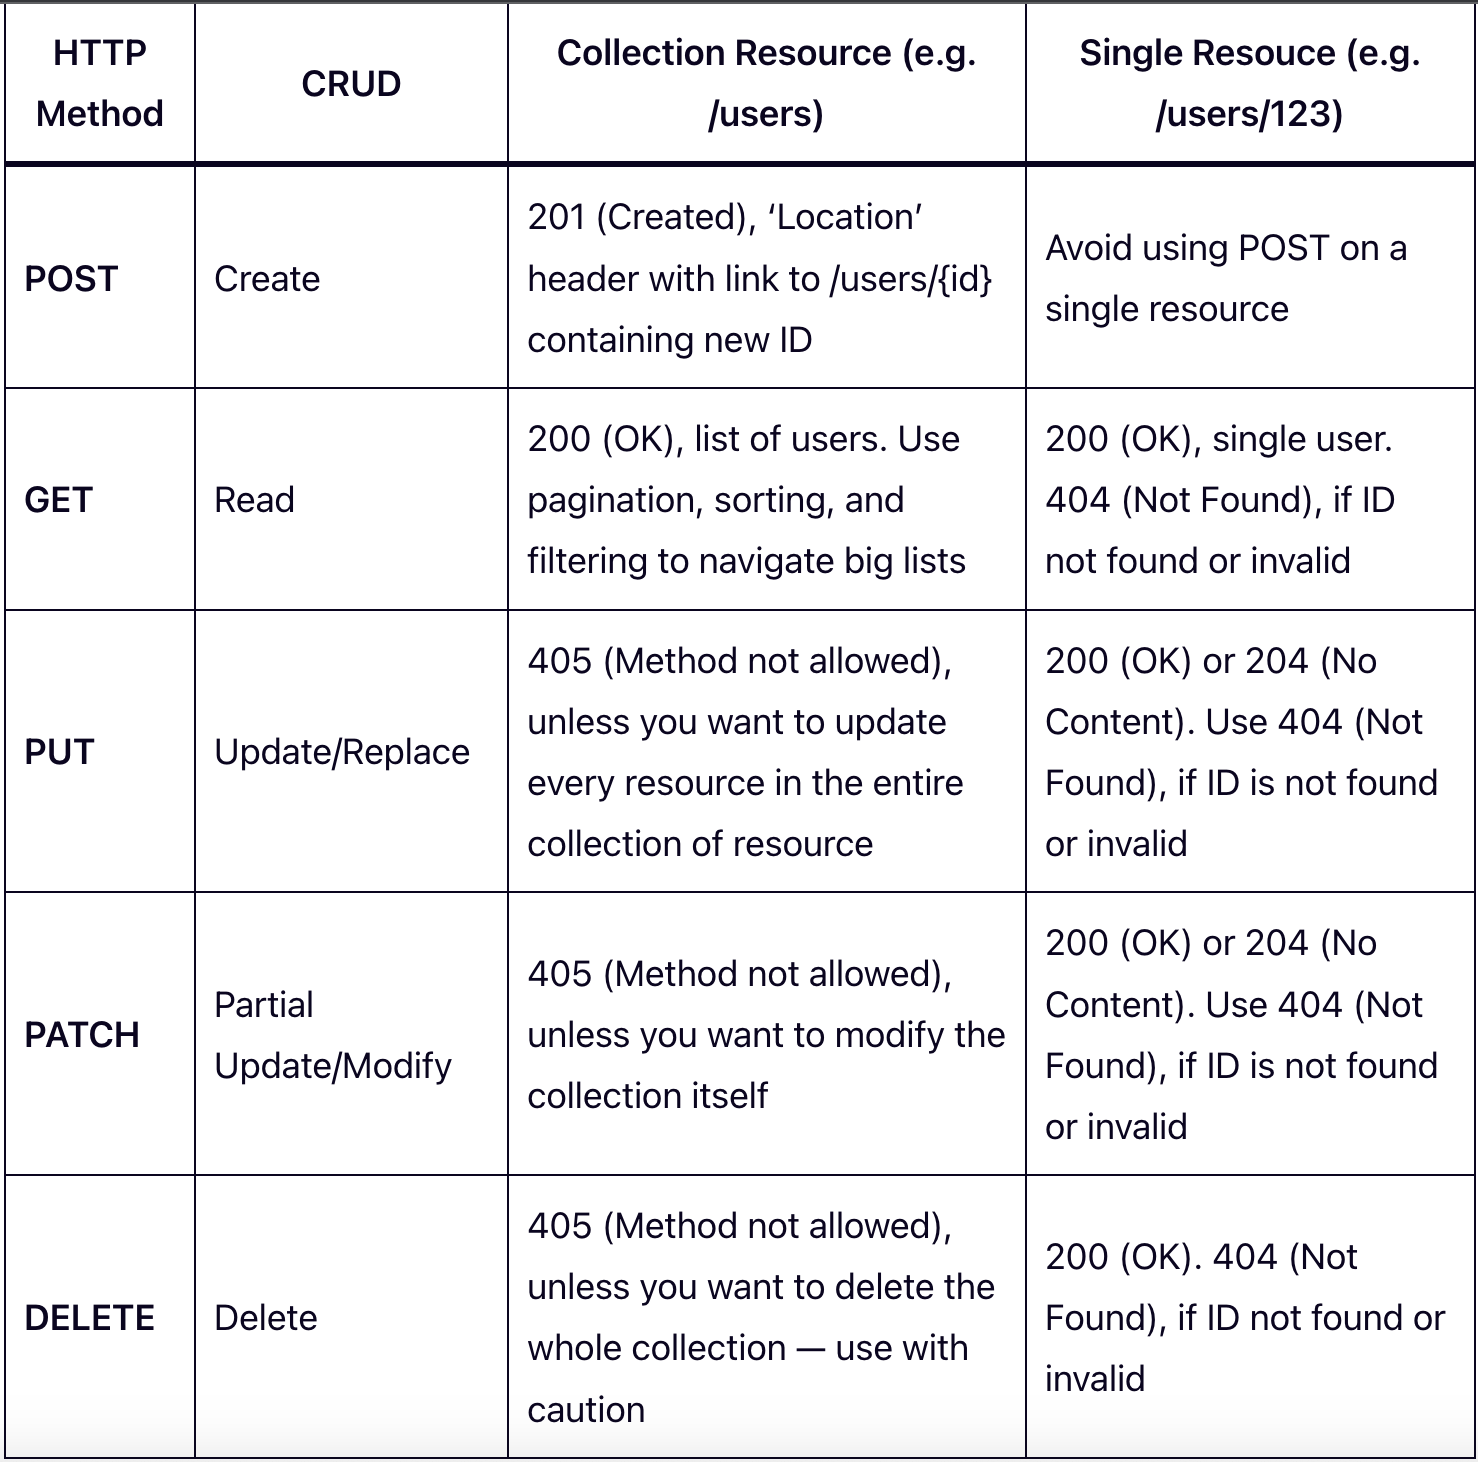 HTTP
Method
CRUD
Collection Resource (e.g.
/users)
Single Resouce (e.g.
/users/123)
POST
Create
201 (Created), ‘Location’
header with link to /users/{id}
containing new ID
Avoid using POST on a
single resource
GET
Read
200 (OK), list of users. Use
pagination, sorting, and
filtering to navigate big lists
200 (OK), single user.
404 (Not Found), if ID
not found or invalid
PUT
Update/Replace
405 (Method not allowed),
unless you want to update
every resource in the entire
collection of resource
200 (OK) or 204 (No
Content). Use 404 (Not
Found), if ID is not found
or invalid
PATCH
Partial
Update/Modify
405 (Method not allowed),
unless you want to modify the
collection itself
200 (OK) or 204 (No
Content). Use 404 (Not
Found), if ID is not found
or invalid
DELETE
Delete
405 (Method not allowed),
unless you want to delete the
whole collection — use with
caution
200 (OK). 404 (Not
Found), if ID not found or
invalid